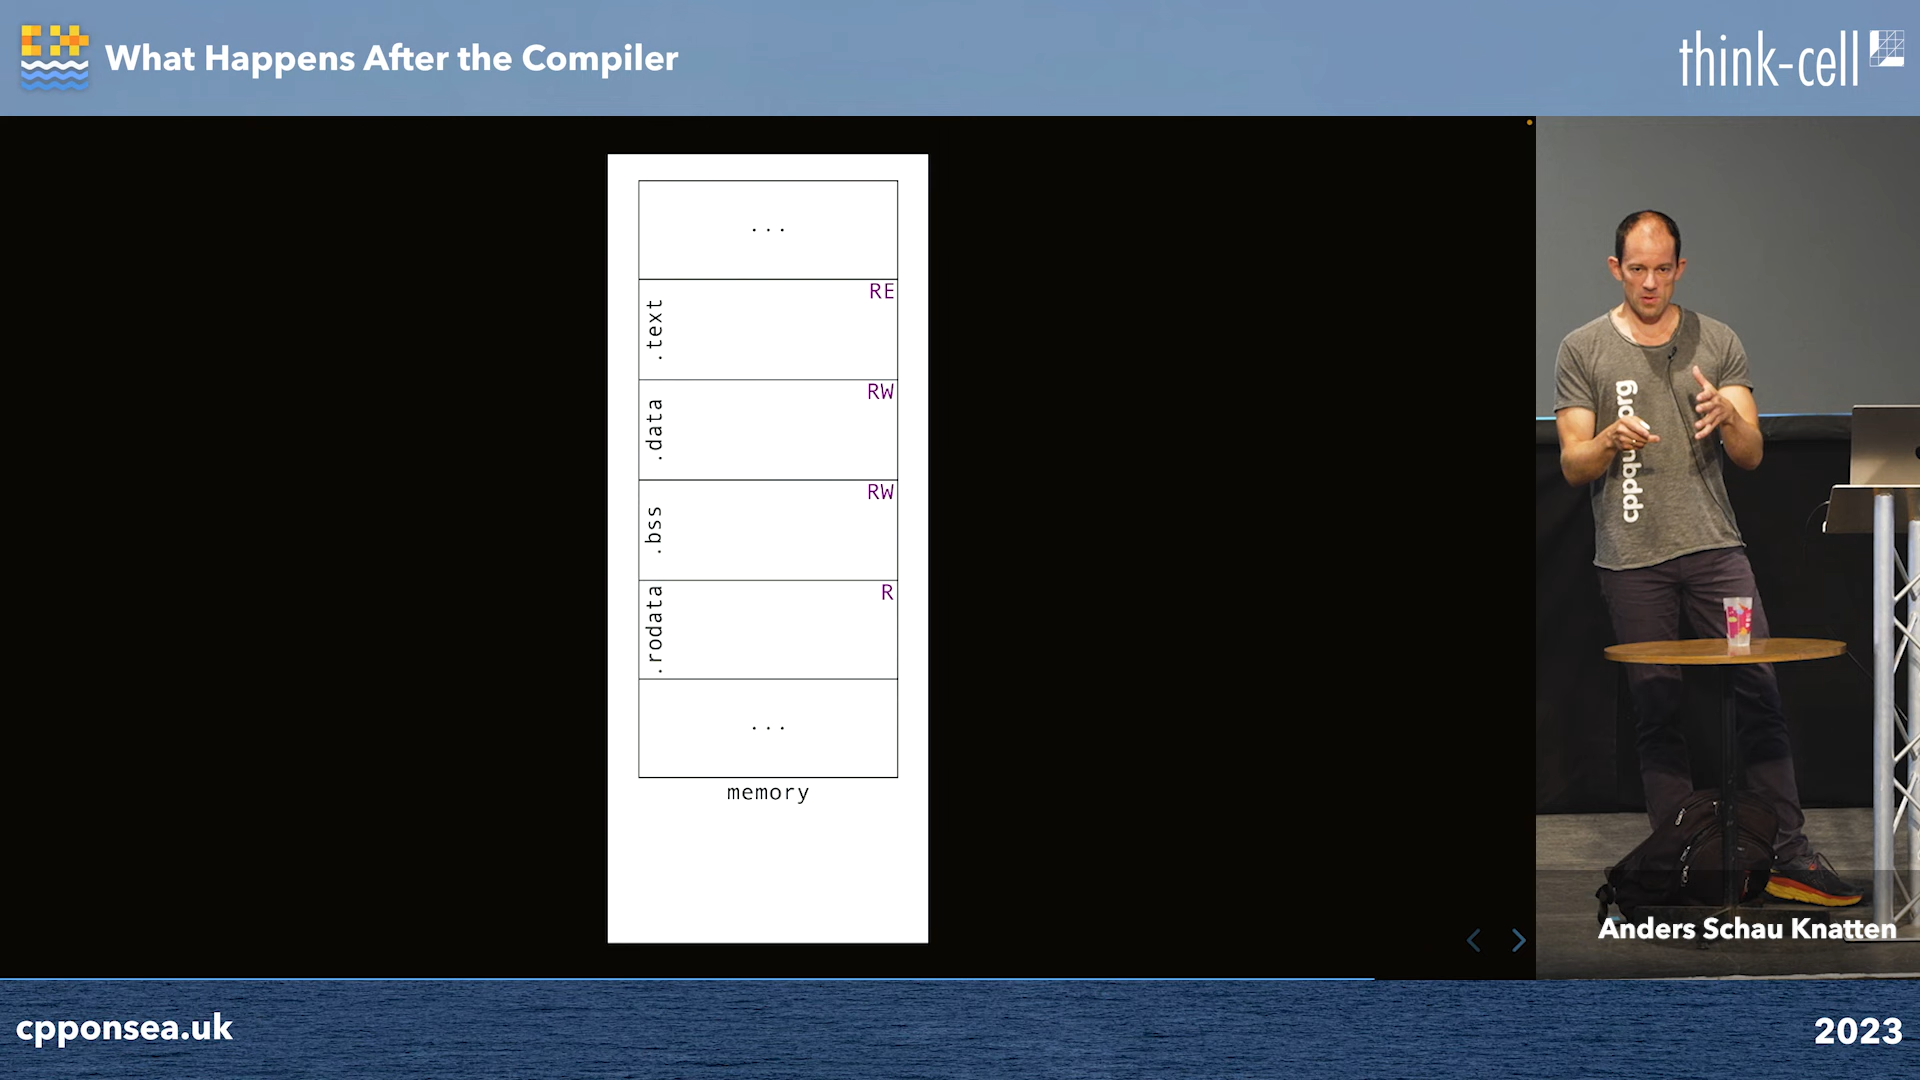 What Happens After the Compiler
think-cell
...
RE
.text
RW
.data
RW
.bss
R
.rodata
...
memory
cppbug.org
Anders Schau Knatten
cpponsea.uk
2023